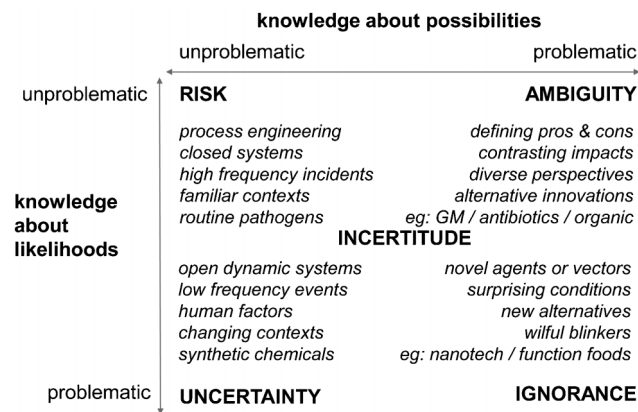 knowledge about possibilities
unproblematic problematic
unproblematic RISK AMBIGUITY
process engineering defining pros & cons
closed systems contrasting impacts
high frequency incidents diverse perspectives
familiar contexts alternative innovations
routine pathogens eg: GM / antibiotics / organic
knowledge
about
likelihoods
INCERTITUDE
open dynamic systems novel agents or vectors
low frequency events surprising conditions
human factors new alternatives
changing contexts wilful blinkers
synthetic chemicals eg: nanotech / function foods
problematic UNCERTAINTY IGNORANCE